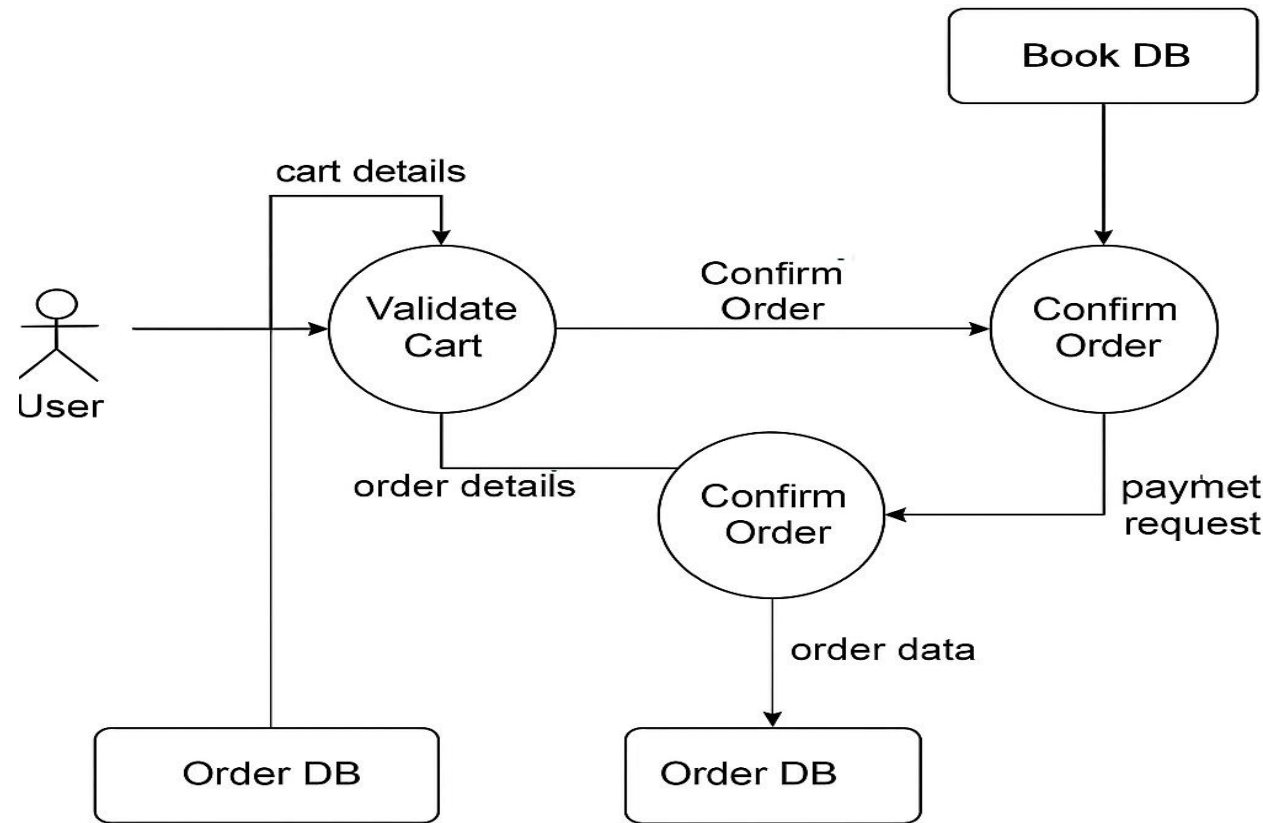 Book DB
cart details
Confirm
Order
Validate
Cart
Confirm
Order
User
order details
Confirm
Order
paymet
request
order data
Order DB
Order DB